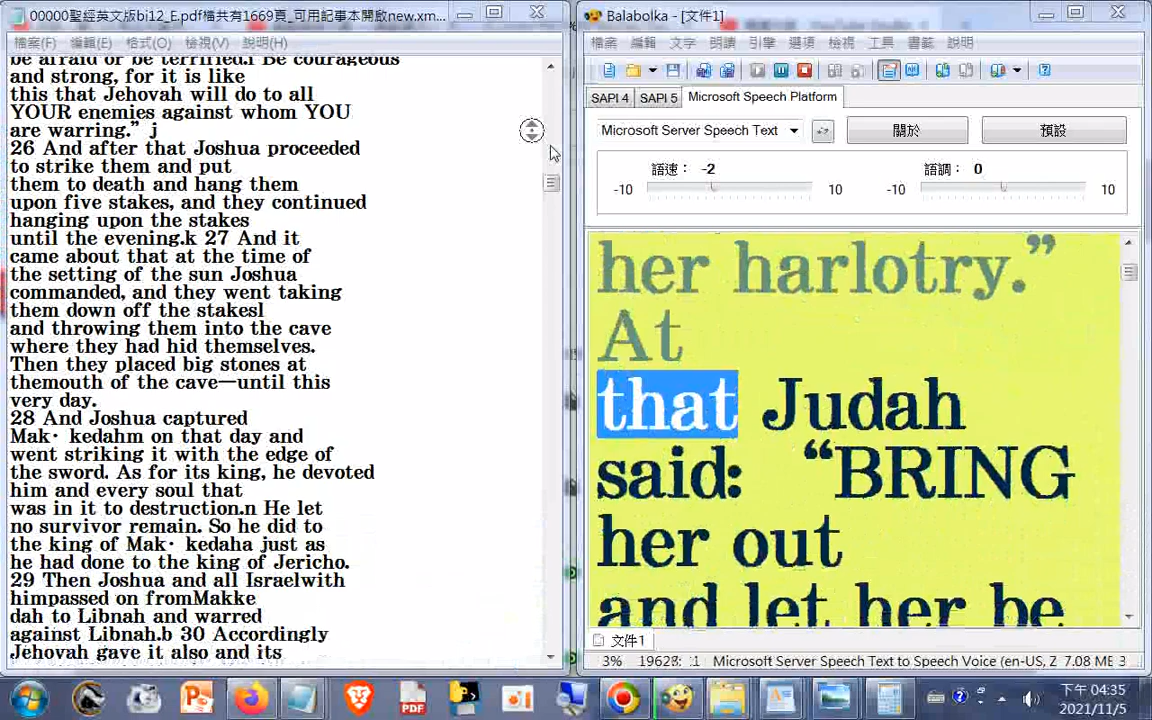 00000聖經英文版bi12_E.pdf檔共有1669頁_可用記事本開啟new.xm...
檔案(F) 編輯(E) 格式(O) 檢視(V) 說明(H)
be afraid or be terrified.i Be courageous
and strong, for it is like
this that Jehovah will do to all
YOUR enemies against whom YOU
are warring.” j
26 And after that Joshua proceeded
to strike them and put
them to death and hang them
upon five stakes, and they continued
hanging upon the stakes
until the evening.k 27 And it
came about that at the time of
the setting of the sun Joshua
commanded, and they went taking
them down off the stakesl
and throwing them into the cave
where they had hid themselves.
Then they placed big stones at
themouth of the cave—until this
very day.
28 And Joshua captured
Mak· kedahm on that day and
went striking it with the edge of
the sword. As for its king, he devoted
him and every soul that
was in it to destruction.n He let
no survivor remain. So he did to
the king of Mak· kedaha just as
he had done to the king of Jericho.
29 Then Joshua and all Israelwith
himpassed on fromMakke
dah to Libnah and warred
against Libnah.b 30 Accordingly
Jehovah gave it also and its
Balabolka - [文件1]
檔案 編輯 文字 朗讀 引擎 選項 檢視 工具 書籤 說明
SAPI 4 SAPI 5 Microsoft Speech Platform
Microsoft Server Speech Text 關於 預設
語速： -2 語調： 0
-10 10 -10 10
her harlotry.”
At
that Judah
said: “BRING
her out
and let her be
文件1
3% 19628: 1 Microsoft Server Speech Text to Speech Voice (en-US, Z 7.08 ME 3
PDF
下午 04:35
2021/11/5